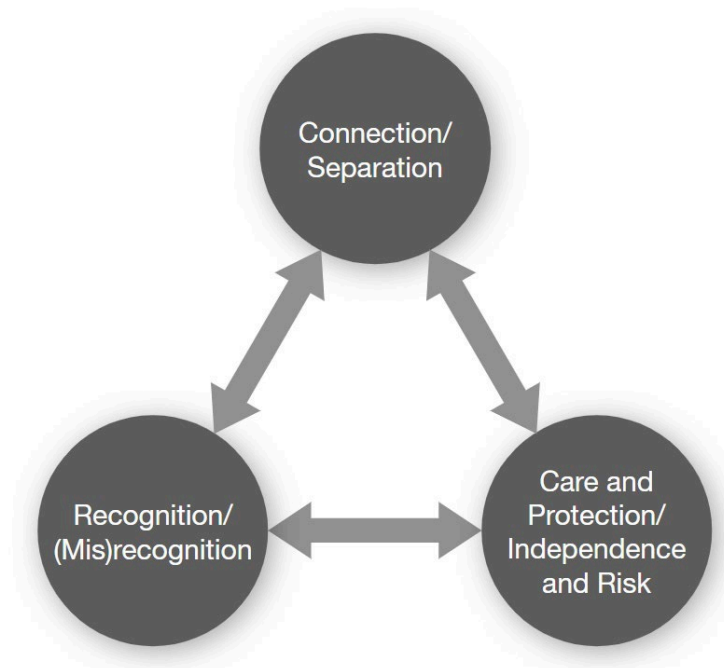 Connection/
Separation
Recognition/
(Mis)recognition
Care and
Protection/
Independence
and Risk